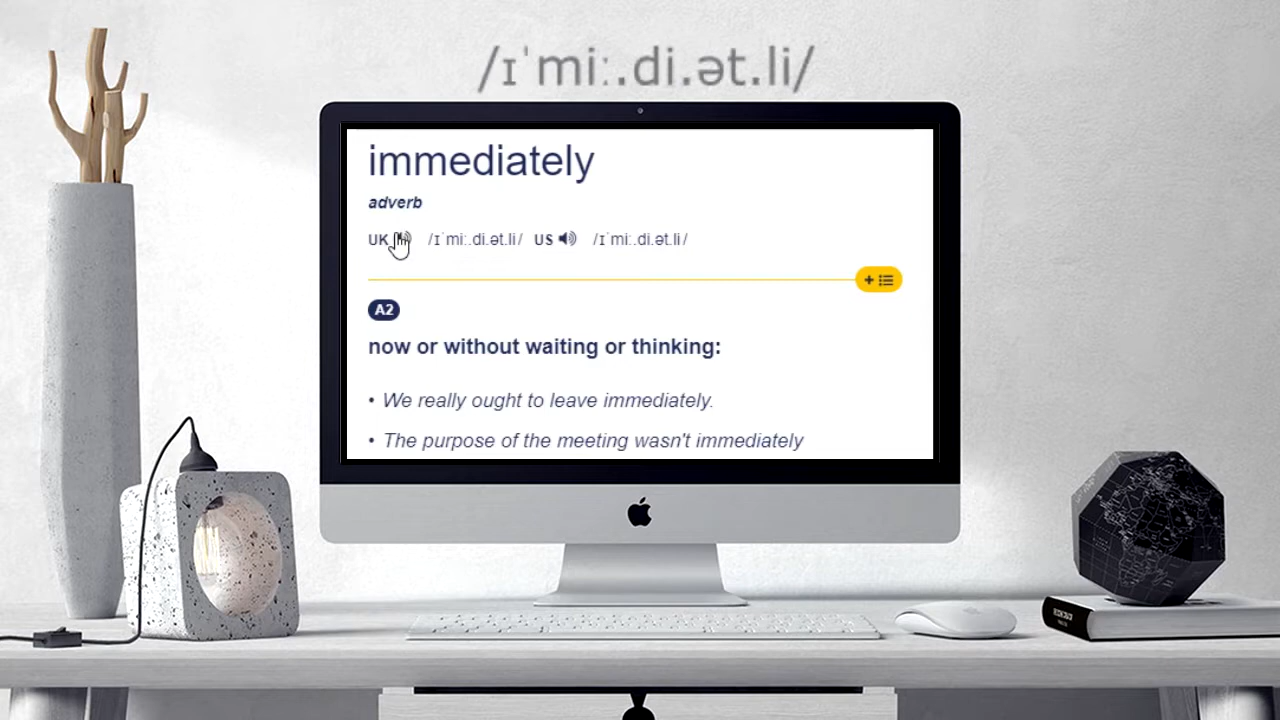 /ɪˈmiː.di.ət.li/
immediately
adverb
UK /ɪˈmiː.di.ət.li/ US /ɪˈmiː.di.ət.li/
+
A2
now or without waiting or thinking:
• We really ought to leave immediately.
• The purpose of the meeting wasn't immediately